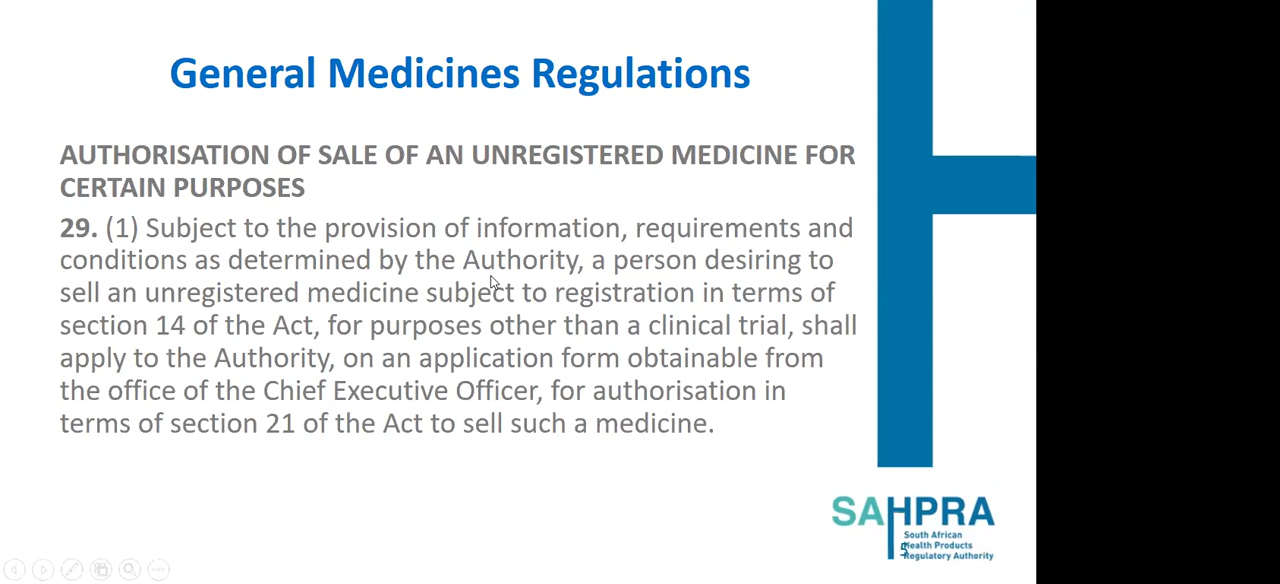 General Medicines Regulations
AUTHORISATION OF SALE OF AN UNREGISTERED MEDICINE FOR
CERTAIN PURPOSES
29. (1) Subject to the provision of information, requirements and
conditions as determined by the Authority, a person desiring to
sell an unregistered medicine subject to registration in terms of
section 14 of the Act, for purposes other than a clinical trial, shall
apply to the Authority, on an application form obtainable from
the office of the Chief Executive Officer, for authorisation in
terms of section 21 of the Act to sell such a medicine.
SAHPRA
South African
Health Products
Regulatory Authority
5